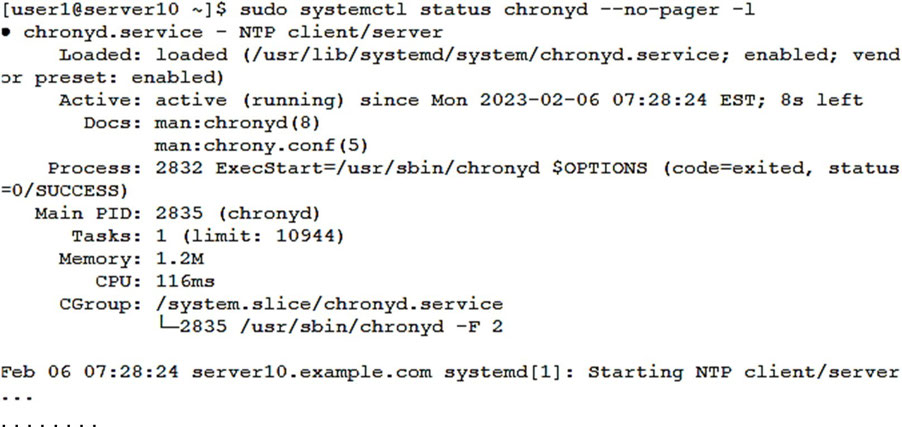 [user1@server10 ~]$ sudo systemctl status chronyd --no-pager -l
● chronyd.service - NTP client/server
Loaded: loaded (/usr/lib/systemd/system/chronyd.service; enabled; vend
or preset: enabled)
Active: active (running) since Mon 2023-02-06 07:28:24 EST; 8s left
Docs: man:chronyd(8)
man:chrony.conf(5)
Process: 2832 ExecStart=/usr/sbin/chronyd $OPTIONS (code=exited, status
=0/SUCCESS)
Main PID: 2835 (chronyd)
Tasks: 1 (limit: 10944)
Memory: 1.2M
CPU: 116ms
CGroup: /system.slice/chronyd.service
└─2835 /usr/sbin/chronyd -F 2
Feb 06 07:28:24 server10.example.com systemd[1]: Starting NTP client/server
...
........